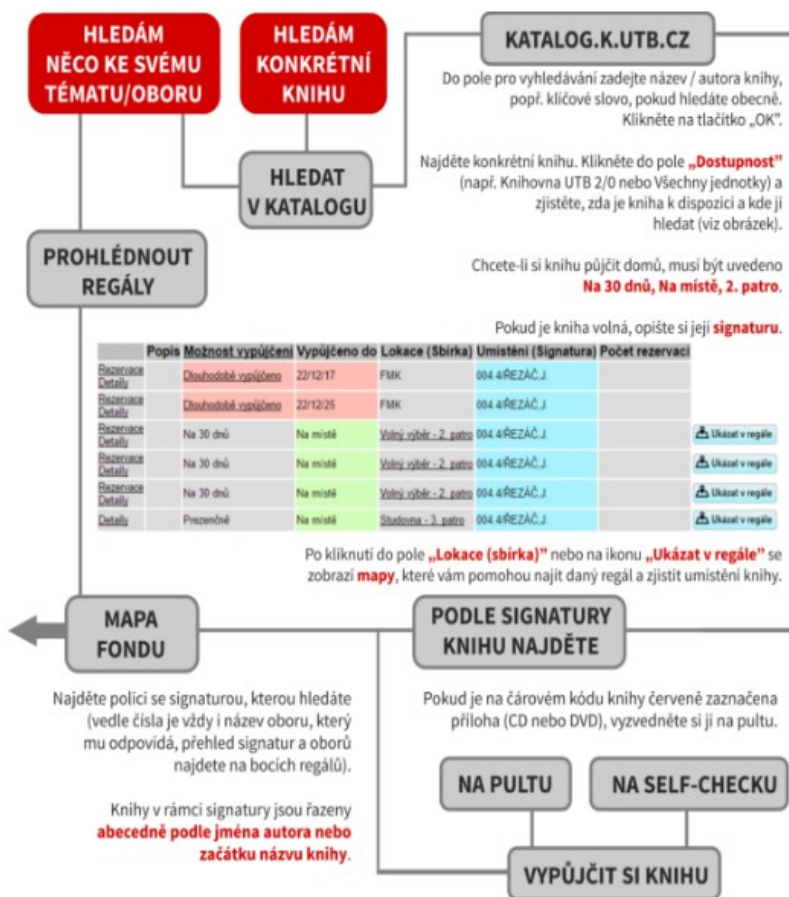 HLEDÁM
NĚCO KE SVÉMU
TÉMATU/OBORU
HLEDÁM
KONKRÉTNÍ
KNIHU
KATALOG.K.UTB.CZ
Do pole pro vyhledávání zadejte název / autora knihy,
popř. klíčové slovo, pokud hledáte obecně.
Klikněte na tlačítko „OK”.
HLEDAT
V KATALOGU
Najděte konkrétní knihu. Klikněte do pole „Dostupnost”
(např. Knihovna UTB 2/0 nebo Všechny jednotky) a
zjistěte, zda je kniha k dispozici a kde ji
hledat (viz obrázek).
PROHLÉDNOUT
REGÁLY
Chcete-li si knihu půjčit domů, musí být uvedeno
Na 30 dnů, Na místě, 2. patro.
Pokud je kniha volná, opište si její signaturu.
Popis Možnost vypůjčení Vypůjčeno do Lokace (Sbírka) Umístění (Signatura) Počet rezervací
Rezervace Detaily Dlouhodobě vypůjčeno 22/12/17 FMK 004.4/ŘEZÁČ,J.
Rezervace Detaily Dlouhodobě vypůjčeno 22/12/25 FMK 004.4/ŘEZÁČ,J.
Rezervace Detaily Na 30 dnů Na místě Volný výběr - 2. patro 004.4/ŘEZÁČ,J. Ukázat v regále
Rezervace Detaily Na 30 dnů Na místě Volný výběr - 2. patro 004.4/ŘEZÁČ,J. Ukázat v regále
Rezervace Detaily Na 30 dnů Na místě Volný výběr - 2. patro 004.4/ŘEZÁČ,J. Ukázat v regále
Detaily Prezenčně Na místě Studovna - 3. patro 004.4/ŘEZÁČ,J. Ukázat v regále
Po kliknutí do pole „Lokace (sbírka)” nebo na ikonu „Ukázat v regále” se
zobrazí mapy, které vám pomohou najít daný regál a zjistit umístění knihy.
MAPA
FONDU
PODLE SIGNATURY
KNIHU NAJDĚTE
Najděte polici se signaturou, kterou hledáte
(vedle čísla je vždy i název oboru, který
mu odpovídá, přehled signatur a oborů
najdete na bocích regálů).
Knihy v rámci signatury jsou řazeny
abecedně podle jména autora nebo
začátku názvu knihy.
Pokud je na čárovém kódu knihy červeně zaznačena
příloha (CD nebo DVD), vyzvedněte si ji na pultu.
NA PULTU
NA SELF-CHECKU
VYPŮJČIT SI KNIHU